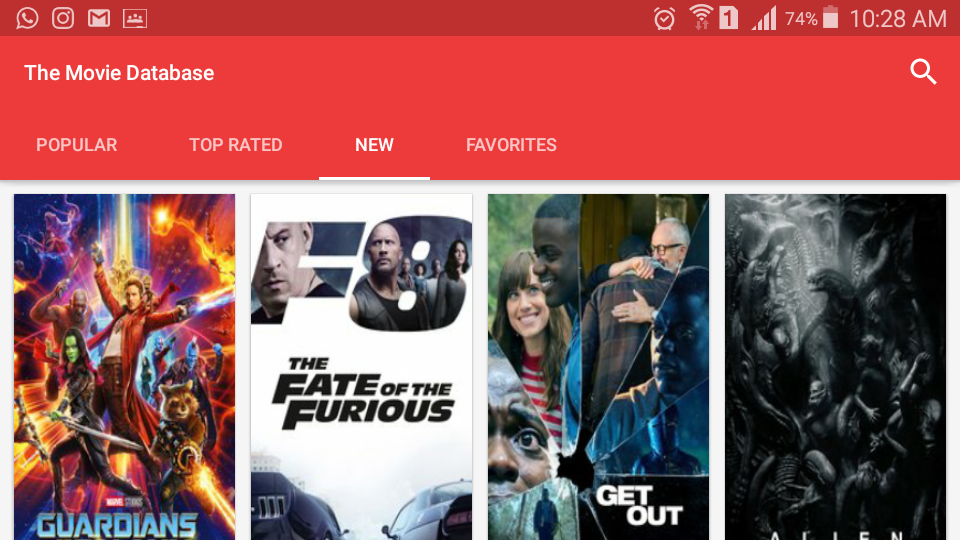 1 74% 10:28 AM
The Movie Database
POPULAR TOP RATED NEW FAVORITES
MARVEL STUDIOS
GUARDIANS
F8
THE
FATE OF THE
FURIOUS
GET
OUT
ALIEN